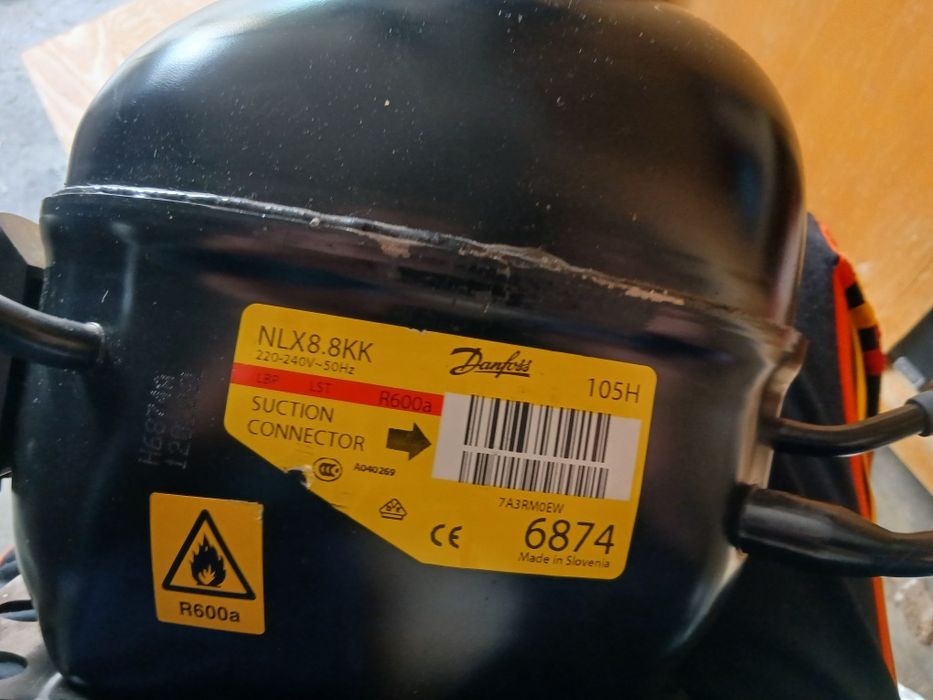 NLX8.8KK
220-240V~50Hz
Danfoss
105H
LBP LST R600a
SUCTION
CONNECTOR
CCC
A040269
7A3RM0EW
6874
CE
Made in Slovenia
R600a